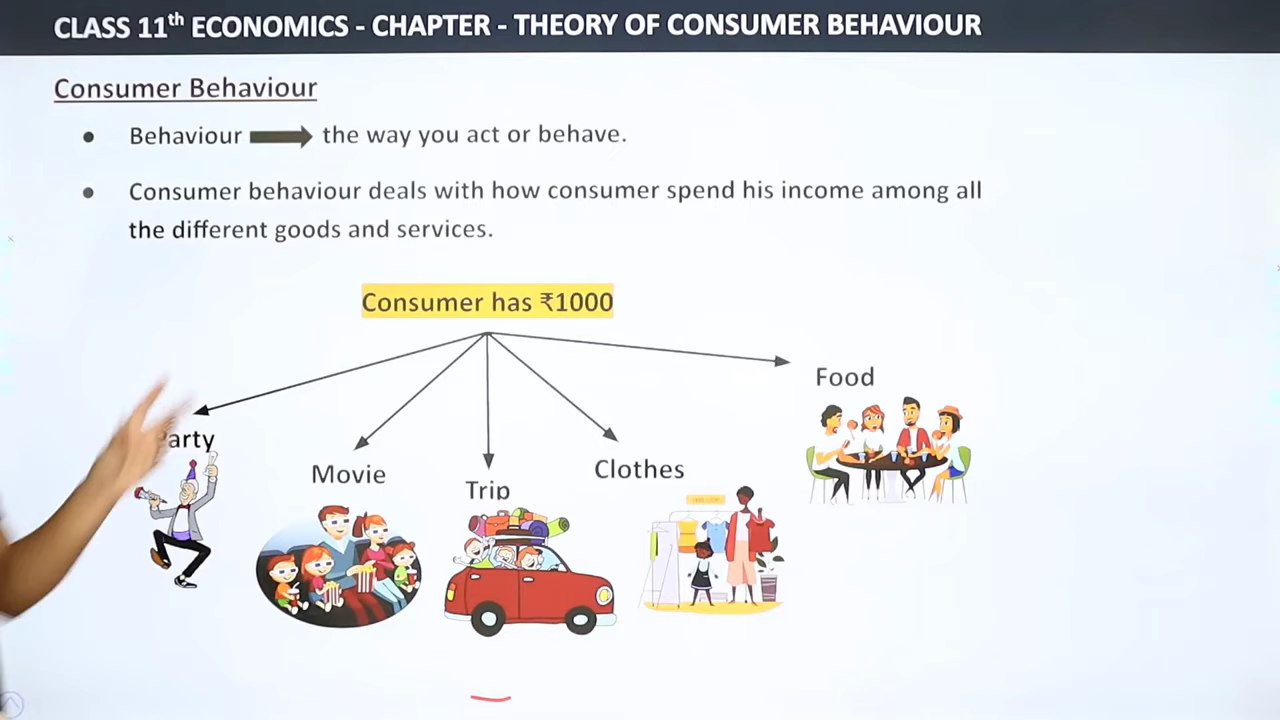 CLASS 11th ECONOMICS - CHAPTER - THEORY OF CONSUMER BEHAVIOUR
Consumer Behaviour
● Behaviour the way you act or behave.
● Consumer behaviour deals with how consumer spend his income among all
the different goods and services.
Consumer has ₹1000
Food
arty
Movie
Clothes
Trip